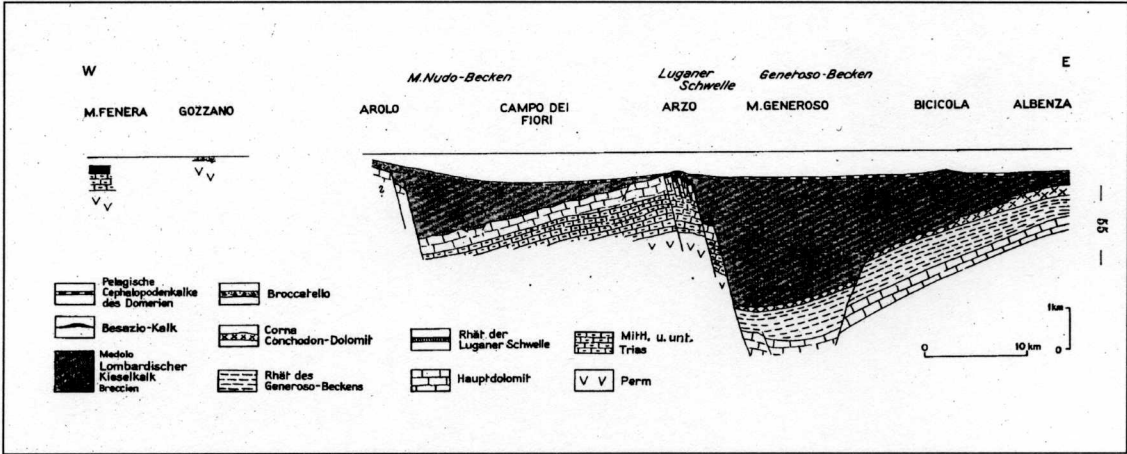 W
E
M.Nudo-Becken
Luganer
Schwelle
Generoso-Becken
M.FENERA
GOZZANO
AROLO
CAMPO DEI
FIORI
ARZO
M.GENEROSO
BICICOLA
ALBENZA
?
V V
V V
V V V
V
— 55 —
1km
0
0 10 km
Pelagische
Cephalopodenkalke
des Domerien
Besazio-Kalk
Medolo
Lombardischer
Kieselkalk
Breccien
Broccatello
Corna
Conchodon-Dolomit
Rhät des
Generoso-Beckens
Rhät der
Luganer Schwelle
Hauptdolomit
Mittl. u. unt.
Trias
V V
Perm